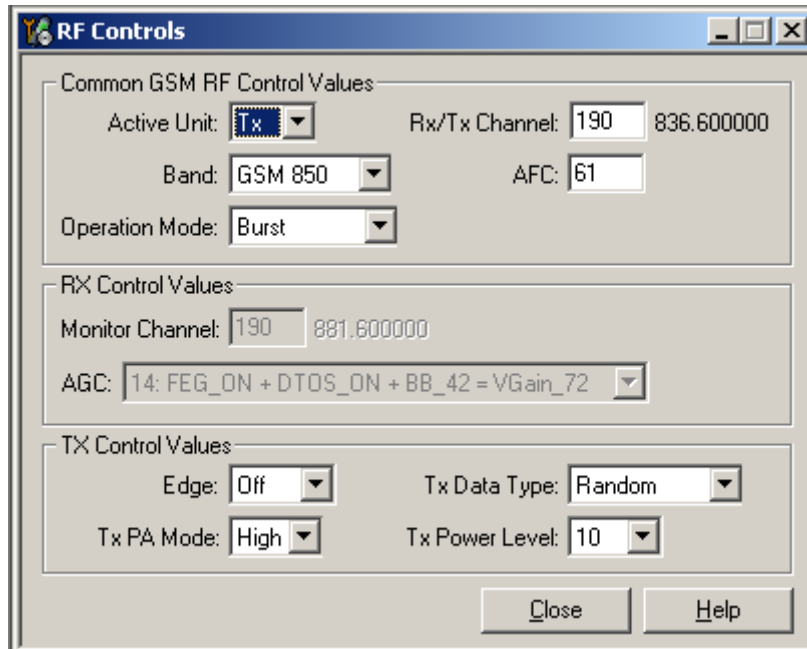 RF Controls
Common GSM RF Control Values
Active Unit: Tx Rx/Tx Channel: 190 836.600000
Band: GSM 850 AFC: 61
Operation Mode: Burst
RX Control Values
Monitor Channel: 190 881.600000
AGC: 14: FEG_ON + DTOS_ON + BB_42 = VGain_72
TX Control Values
Edge: Off Tx Data Type: Random
Tx PA Mode: High Tx Power Level: 10
Close Help